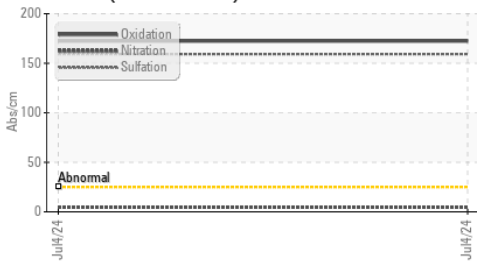 200
150
100
50
0
Abs/cm
Oxidation
Nitration
Sulfation
Abnormal
Jul4/24
Jul4/24